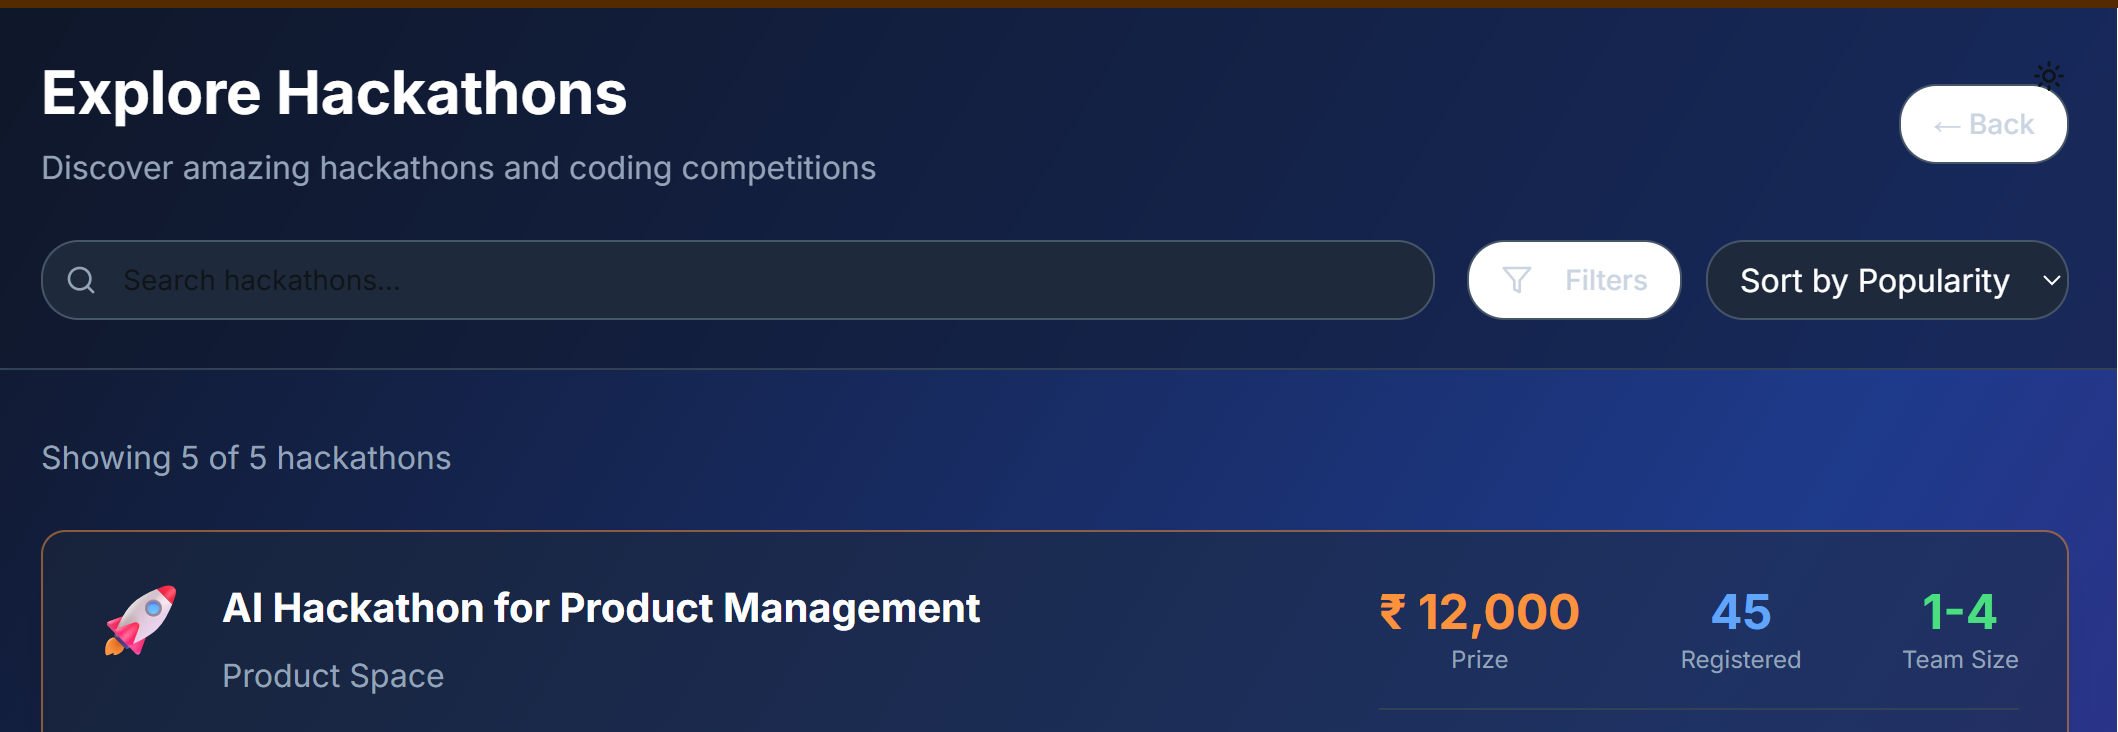 Explore Hackathons
Discover amazing hackathons and coding competitions
← Back
Search hackathons...
Filters
Sort by Popularity
Showing 5 of 5 hackathons
AI Hackathon for Product Management
Product Space
₹ 12,000
Prize
45
Registered
1-4
Team Size